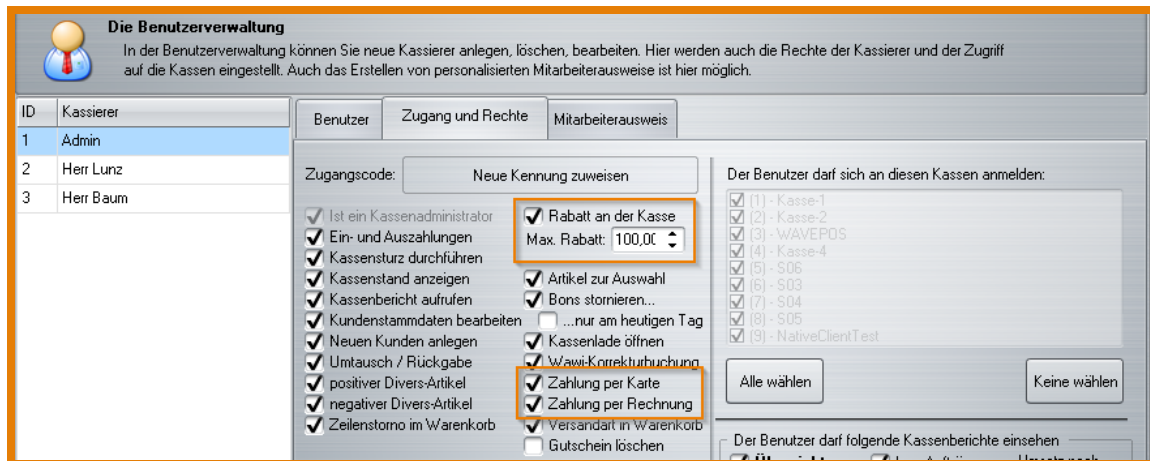 Die Benutzerverwaltung
In der Benutzerverwaltung können Sie neue Kassierer anlegen, löschen, bearbeiten. Hier werden auch die Rechte der Kassierer und der Zugriff
auf die Kassen eingestellt. Auch das Erstellen von personalisierten Mitarbeiterausweise ist hier möglich.
ID Kassierer
1 Admin
2 Herr Lunz
3 Herr Baum
Benutzer Zugang und Rechte Mitarbeiterausweis
Zugangscode: Neue Kennung zuweisen
Ist ein Kassenadministrator
Ein- und Auszahlungen
Kassensturz durchführen
Kassenstand anzeigen
Kassenbericht aufrufen
Kundenstammdaten bearbeiten
Neuen Kunden anlegen
Umtausch / Rückgabe
positiver Divers-Artikel
negativer Divers-Artikel
Zeilenstorno im Warenkorb
Rabatt an der Kasse
Max. Rabatt: 100,00
Artikel zur Auswahl
Bons stornieren...
...nur am heutigen Tag
Kassenlade öffnen
Wawi-Korrekturbuchung
Zahlung per Karte
Zahlung per Rechnung
Versandart in Warenkorb
Gutschein löschen
Der Benutzer darf sich an diesen Kassen anmelden:
(1) - Kasse-1
(2) - Kasse-2
(3) - WAVEPOS
(4) - Kasse-4
(5) - S06
(6) - S03
(7) - S04
(8) - S05
(9) - NativeClientTest
Alle wählen Keine wählen
Der Benutzer darf folgende Kassenberichte einsehen